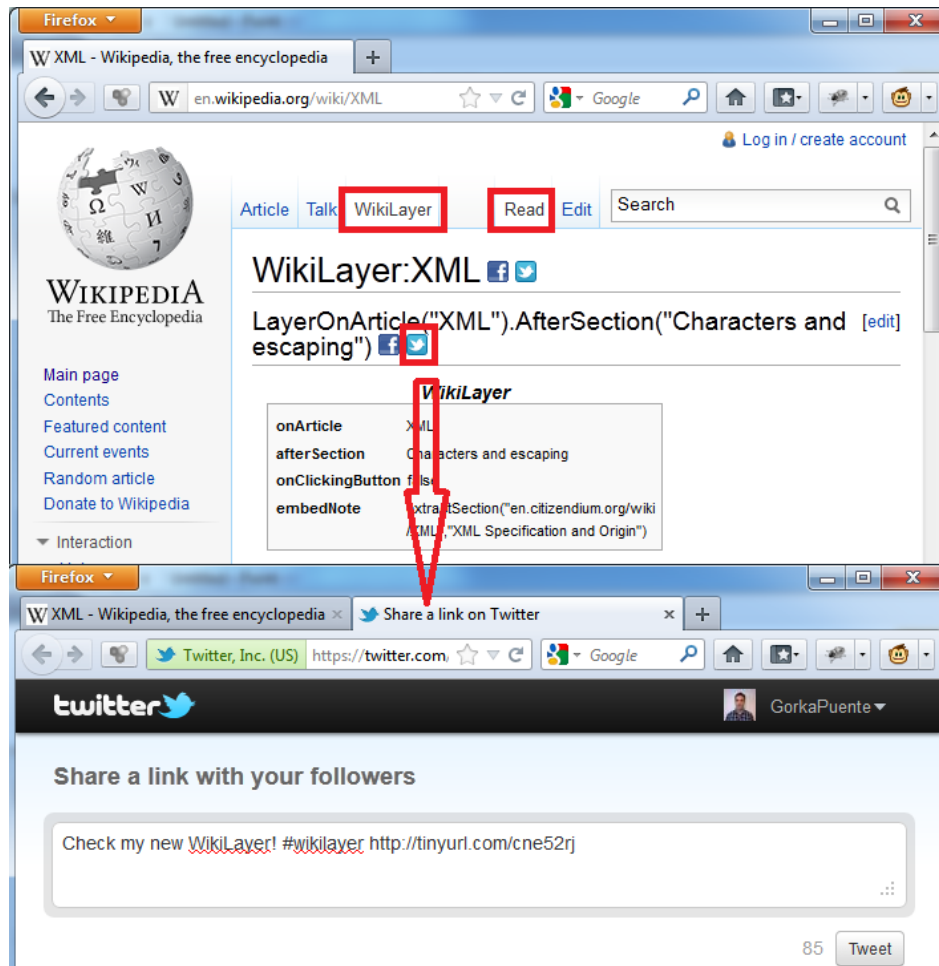 Firefox
XML - Wikipedia, the free encyclopedia
W en.wikipedia.org/wiki/XML Google
Log in / create account
Article Talk WikiLayer Read Edit Search
WIKIPEDIA
The Free Encyclopedia
Main page
Contents
Featured content
Current events
Random article
Donate to Wikipedia
Interaction
WikiLayer:XML
LayerOnArticle("XML").AfterSection("Characters and [edit]
escaping")
WikiLayer
onArticle XML
afterSection Characters and escaping
onClickingButton false
embedNote extractSection("en.citizendium.org/wiki
/XML","XML Specification and Origin")
Firefox
XML - Wikipedia, the free encyclopedia Share a link on Twitter
Twitter, Inc. (US) https://twitter.com, Google
twitter GorkaPuente
Share a link with your followers
Check my new WikiLayer! #wikilayer http://tinyurl.com/cne52rj
85 Tweet